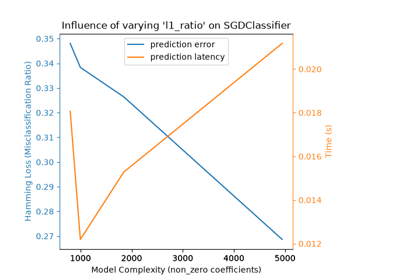 Influence of varying 'l1_ratio' on SGDClassifier
prediction error
prediction latency
0.35
0.34
0.33
0.32
0.31
0.30
0.29
0.28
0.27
Hamming Loss (Misclassification Ratio)
0.020
0.018
0.016
0.014
0.012
Time (s)
1000 2000 3000 4000 5000
Model Complexity (non_zero coefficients)